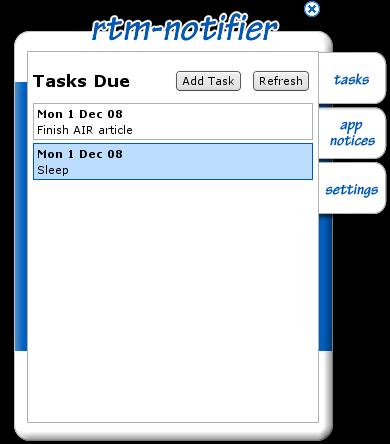 rtm-notifier
Tasks Due
Add Task
Refresh
Mon 1 Dec 08
Finish AIR article
Mon 1 Dec 08
Sleep
tasks
app
notices
settings